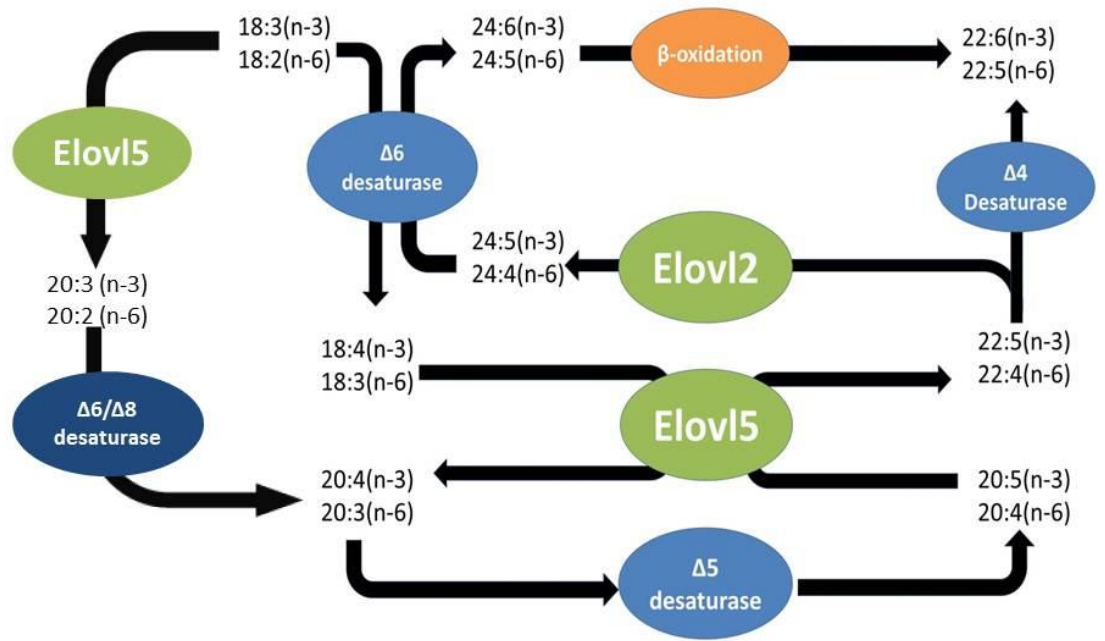 18:3(n-3)
18:2(n-6)
24:6(n-3)
24:5(n-6)
β-oxidation
22:6(n-3)
22:5(n-6)
Elovl5
Δ6
desaturase
Δ4
Desaturase
24:5(n-3)
24:4(n-6)
Elovl2
20:3 (n-3)
20:2 (n-6)
18:4(n-3)
18:3(n-6)
22:5(n-3)
22:4(n-6)
Δ6/Δ8
desaturase
Elovl5
20:4(n-3)
20:3(n-6)
20:5(n-3)
20:4(n-6)
Δ5
desaturase